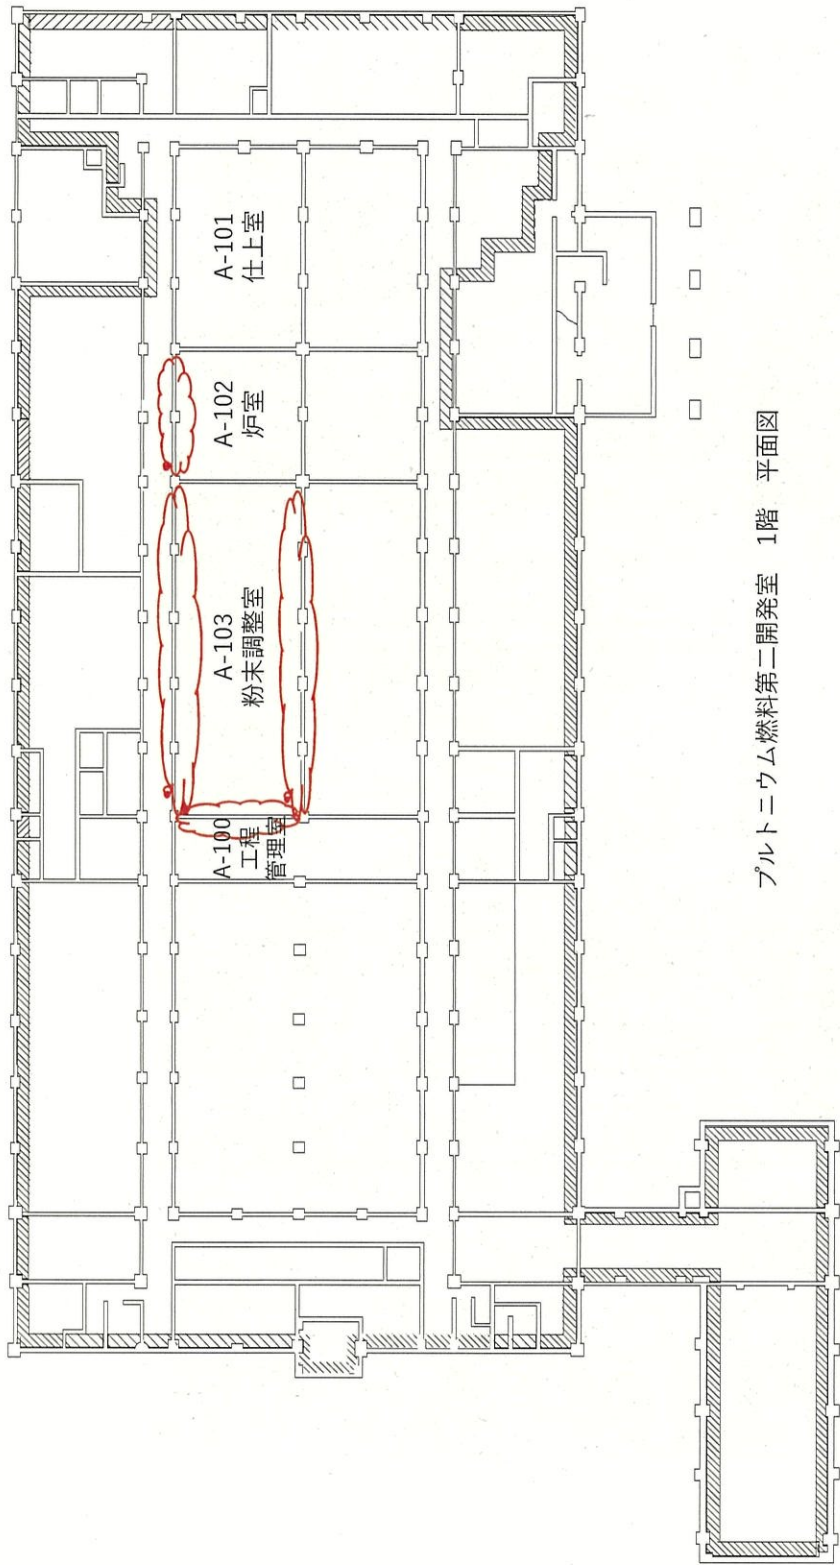 A-101
仕上室
A-102
炉室
A-103
粉末調整室
A-100
工程
管理室
プルトニウム燃料第二開発室 1階 平面図